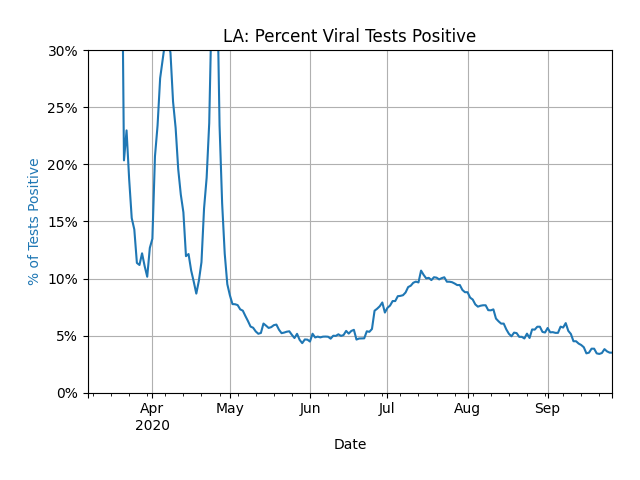 LA: Percent Viral Tests Positive
30%
25%
20%
15%
10%
5%
0%
% of Tests Positive
Apr May Jun Jul Aug Sep
2020
Date